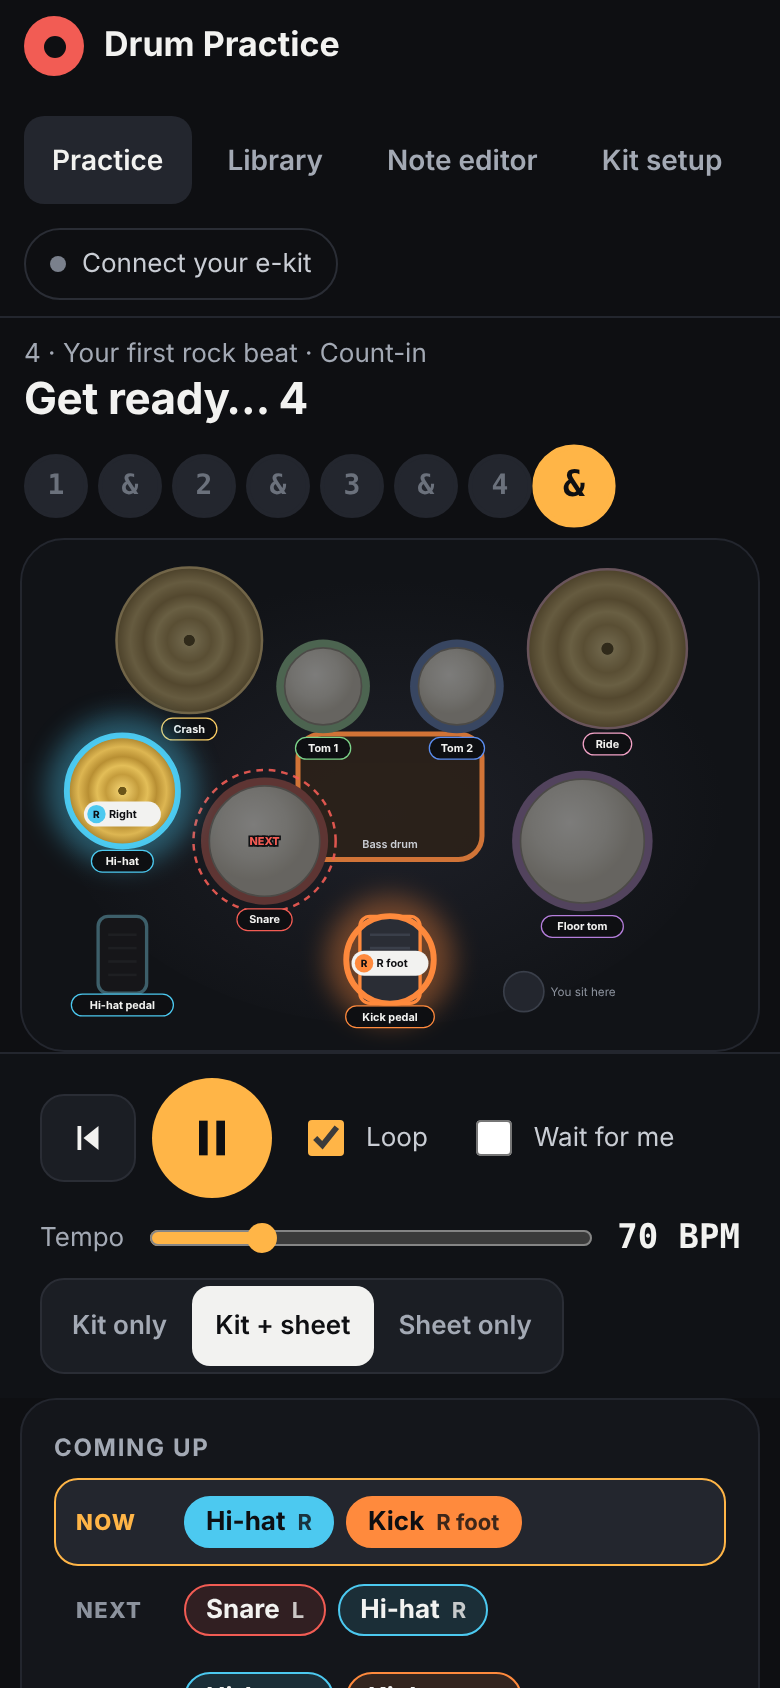 Drum Practice
Practice Library Note editor Kit setup
Connect your e-kit
4 · Your first rock beat · Count-in
Get ready... 4
1 & 2 & 3 & 4 &
Crash
Tom 1
Tom 2
Ride
R Right
Hi-hat
NEXT
Bass drum
Snare
Floor tom
R R foot
Hi-hat pedal
Kick pedal
You sit here
Loop Wait for me
Tempo 70 BPM
Kit only Kit + sheet Sheet only
COMING UP
NOW Hi-hat R Kick R foot
NEXT Snare L Hi-hat R